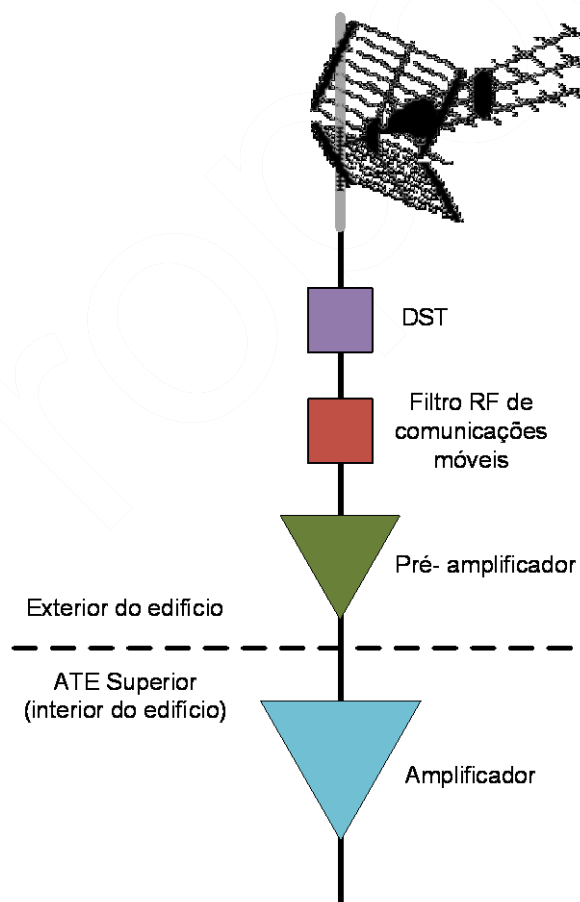 DST
Filtro RF de
comunicações
móveis
Pré- amplificador
Exterior do edifício
ATE Superior
(interior do edifício)
Amplificador